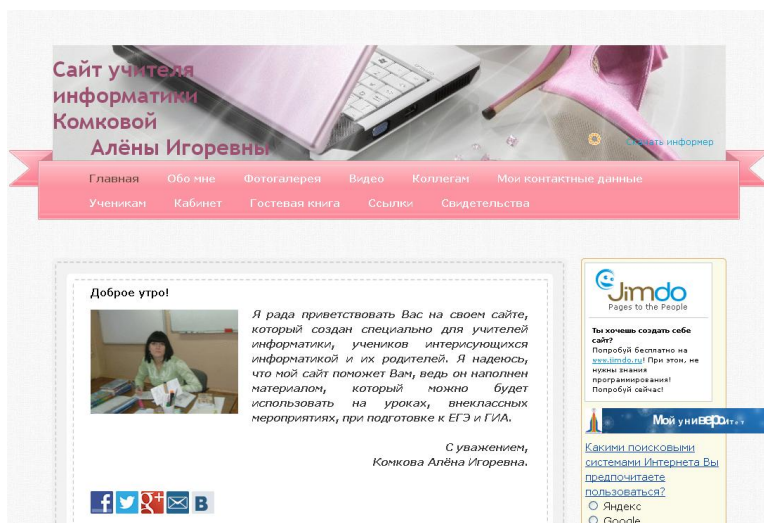 Сайт учителя
информатики
Комковой
Алёны Игоревны
Скачать информер
Главная Обо мне Фотогалерея Видео Коллегам Мои контактные данные
Ученикам Кабинет Гостевая книга Ссылки Свидетельства
Доброе утро!
Я рада приветствовать Вас на своем сайте,
который создан специально для учителей
информатики, учеников интерисующихся
информатикой и их родителей. Я надеюсь,
что мой сайт поможет Вам, ведь он наполнен
материалом, который можно будет
использовать на уроках, внеклассных
мероприятиях, при подготовке к ЕГЭ и ГИА.
С уважением,
Комкова Алёна Игоревна.
Jimdo
Pages to the People
Ты хочешь создать себе
сайт?
Попробуй бесплатно на
www.jimdo.ru! При этом, не
нужны знания
программирования!
Попробуй сейчас!
Мой университет
Какими поисковыми
системами Интернета Вы
предпочитаете
пользоваться?
Яндекс
Google